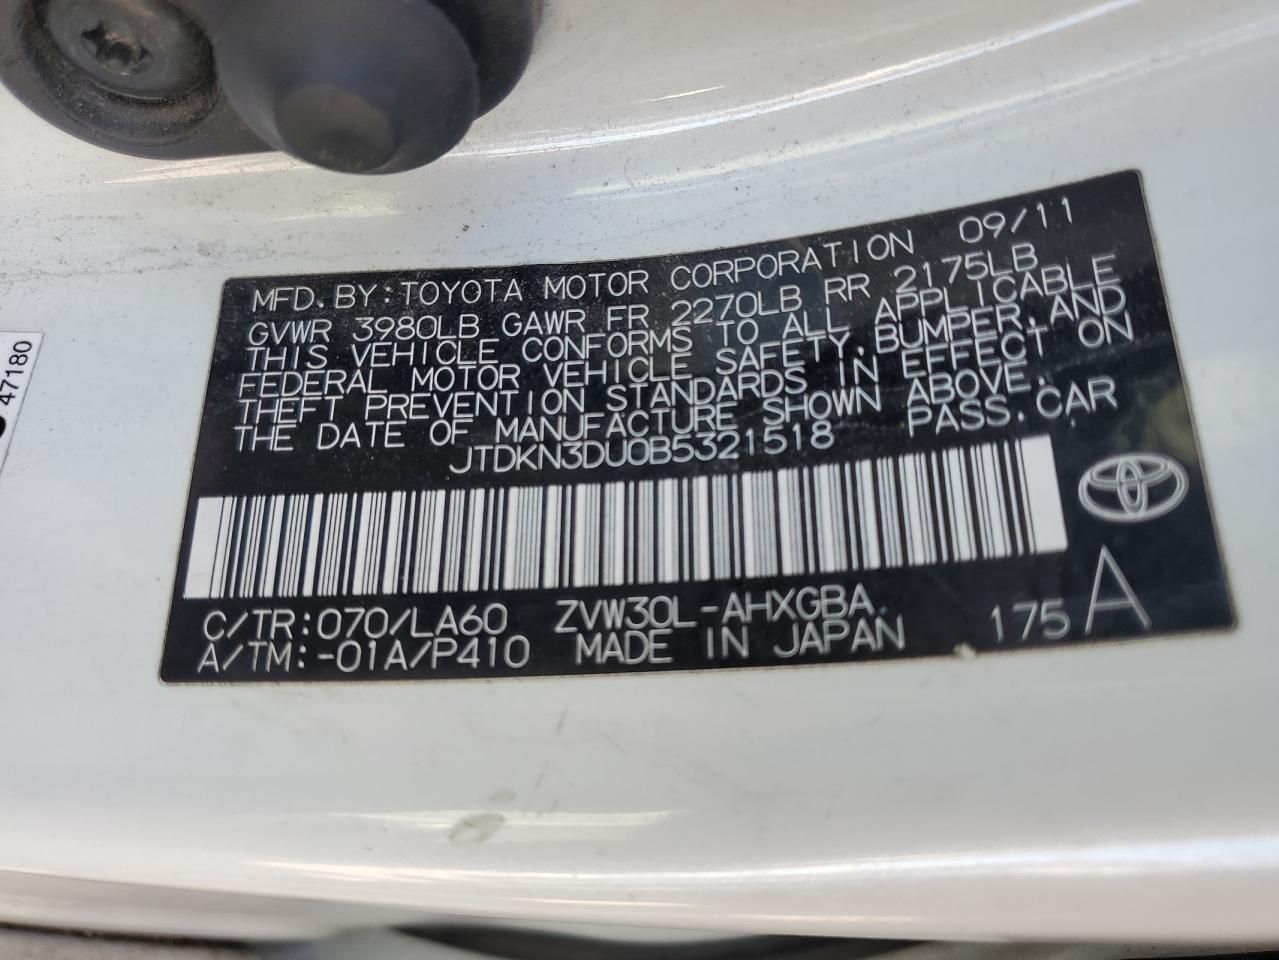 MFD. BY: TOYOTA MOTOR CORPORATION 09/11
GVWR 3980LB GAWR FR 2270LB RR 2175LB
THIS VEHICLE CONFORMS TO ALL APPLICABLE
FEDERAL MOTOR VEHICLE SAFETY, BUMPER, AND
THEFT PREVENTION STANDARDS IN EFFECT ON
THE DATE OF MANUFACTURE SHOWN ABOVE.
JTDKN3DU0B5321518 PASS. CAR
C/TR: 070/LA60 ZVW30L-AHXGBA
A/TM: -01A/P410 MADE IN JAPAN 175 A
47180